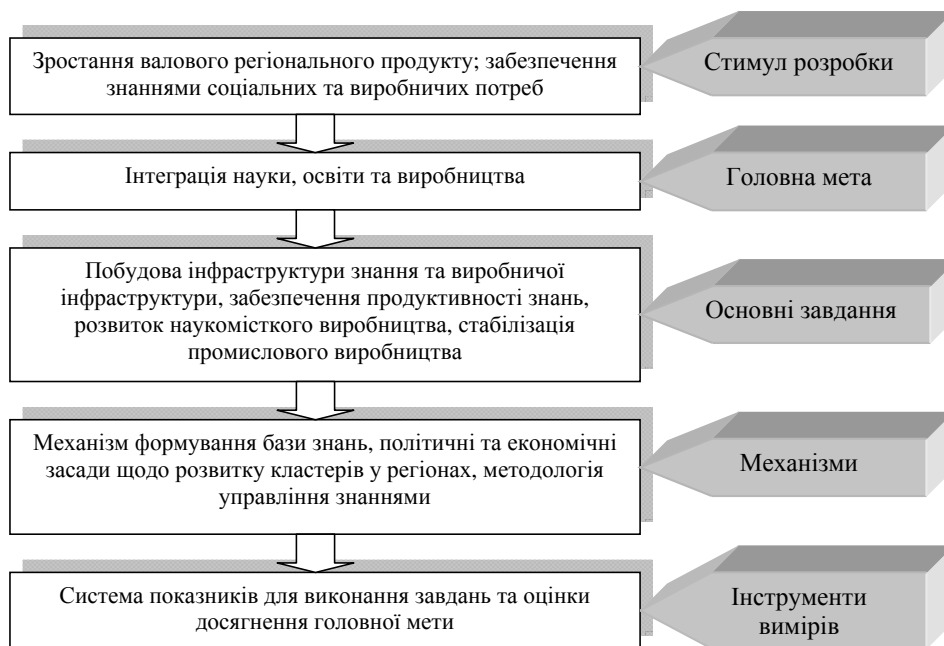 Зростання валового регіонального продукту; забезпечення
знаннями соціальних та виробничих потреб
Стимул розробки
Інтеграція науки, освіти та виробництва
Головна мета
Побудова інфраструктури знання та виробничої
інфраструктури, забезпечення продуктивності знань,
розвиток наукомісткого виробництва, стабілізація
промислового виробництва
Основні завдання
Механізм формування бази знань, політичні та економічні
засади щодо розвитку кластерів у регіонах, методологія
управління знаннями
Механізми
Система показників для виконання завдань та оцінки
досягнення головної мети
Інструменти
вимірів